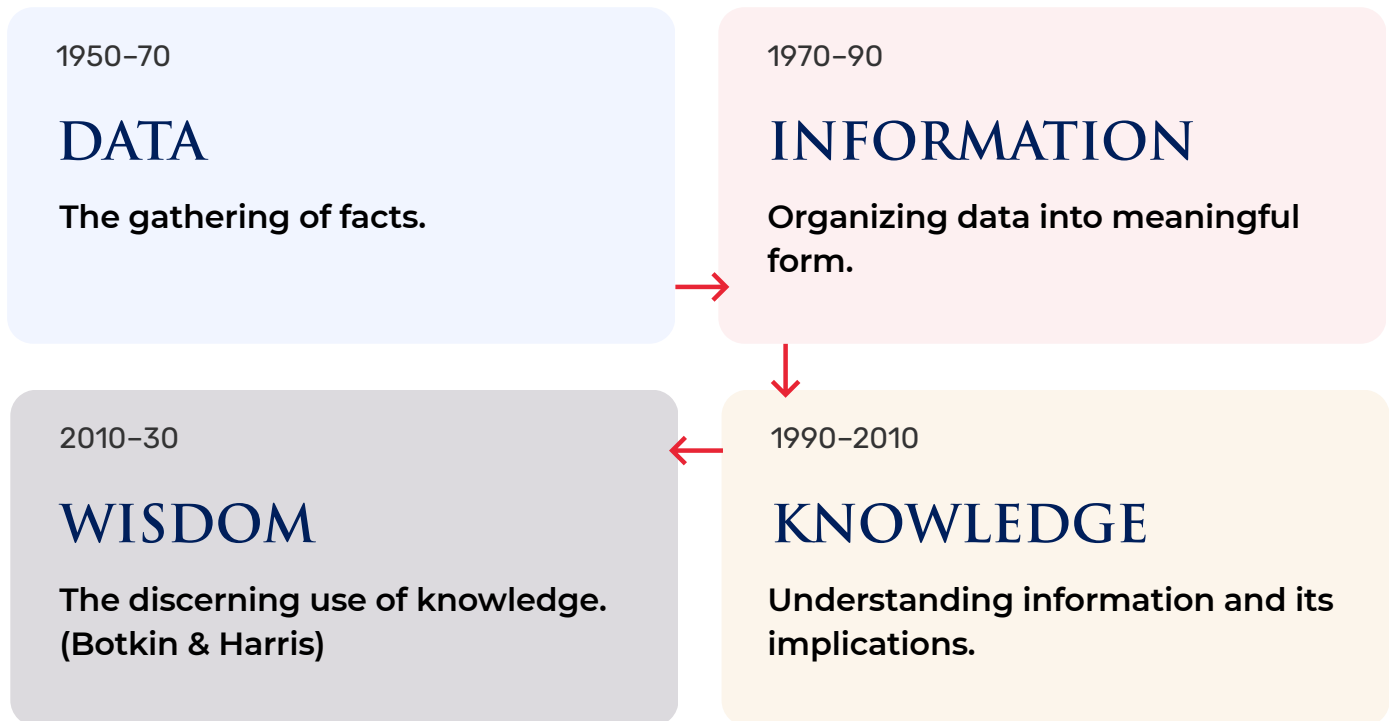 1950–70
DATA
The gathering of facts.
1970–90
INFORMATION
Organizing data into meaningful
form.
1990–2010
KNOWLEDGE
Understanding information and its
implications.
2010–30
WISDOM
The discerning use of knowledge.
(Botkin & Harris)